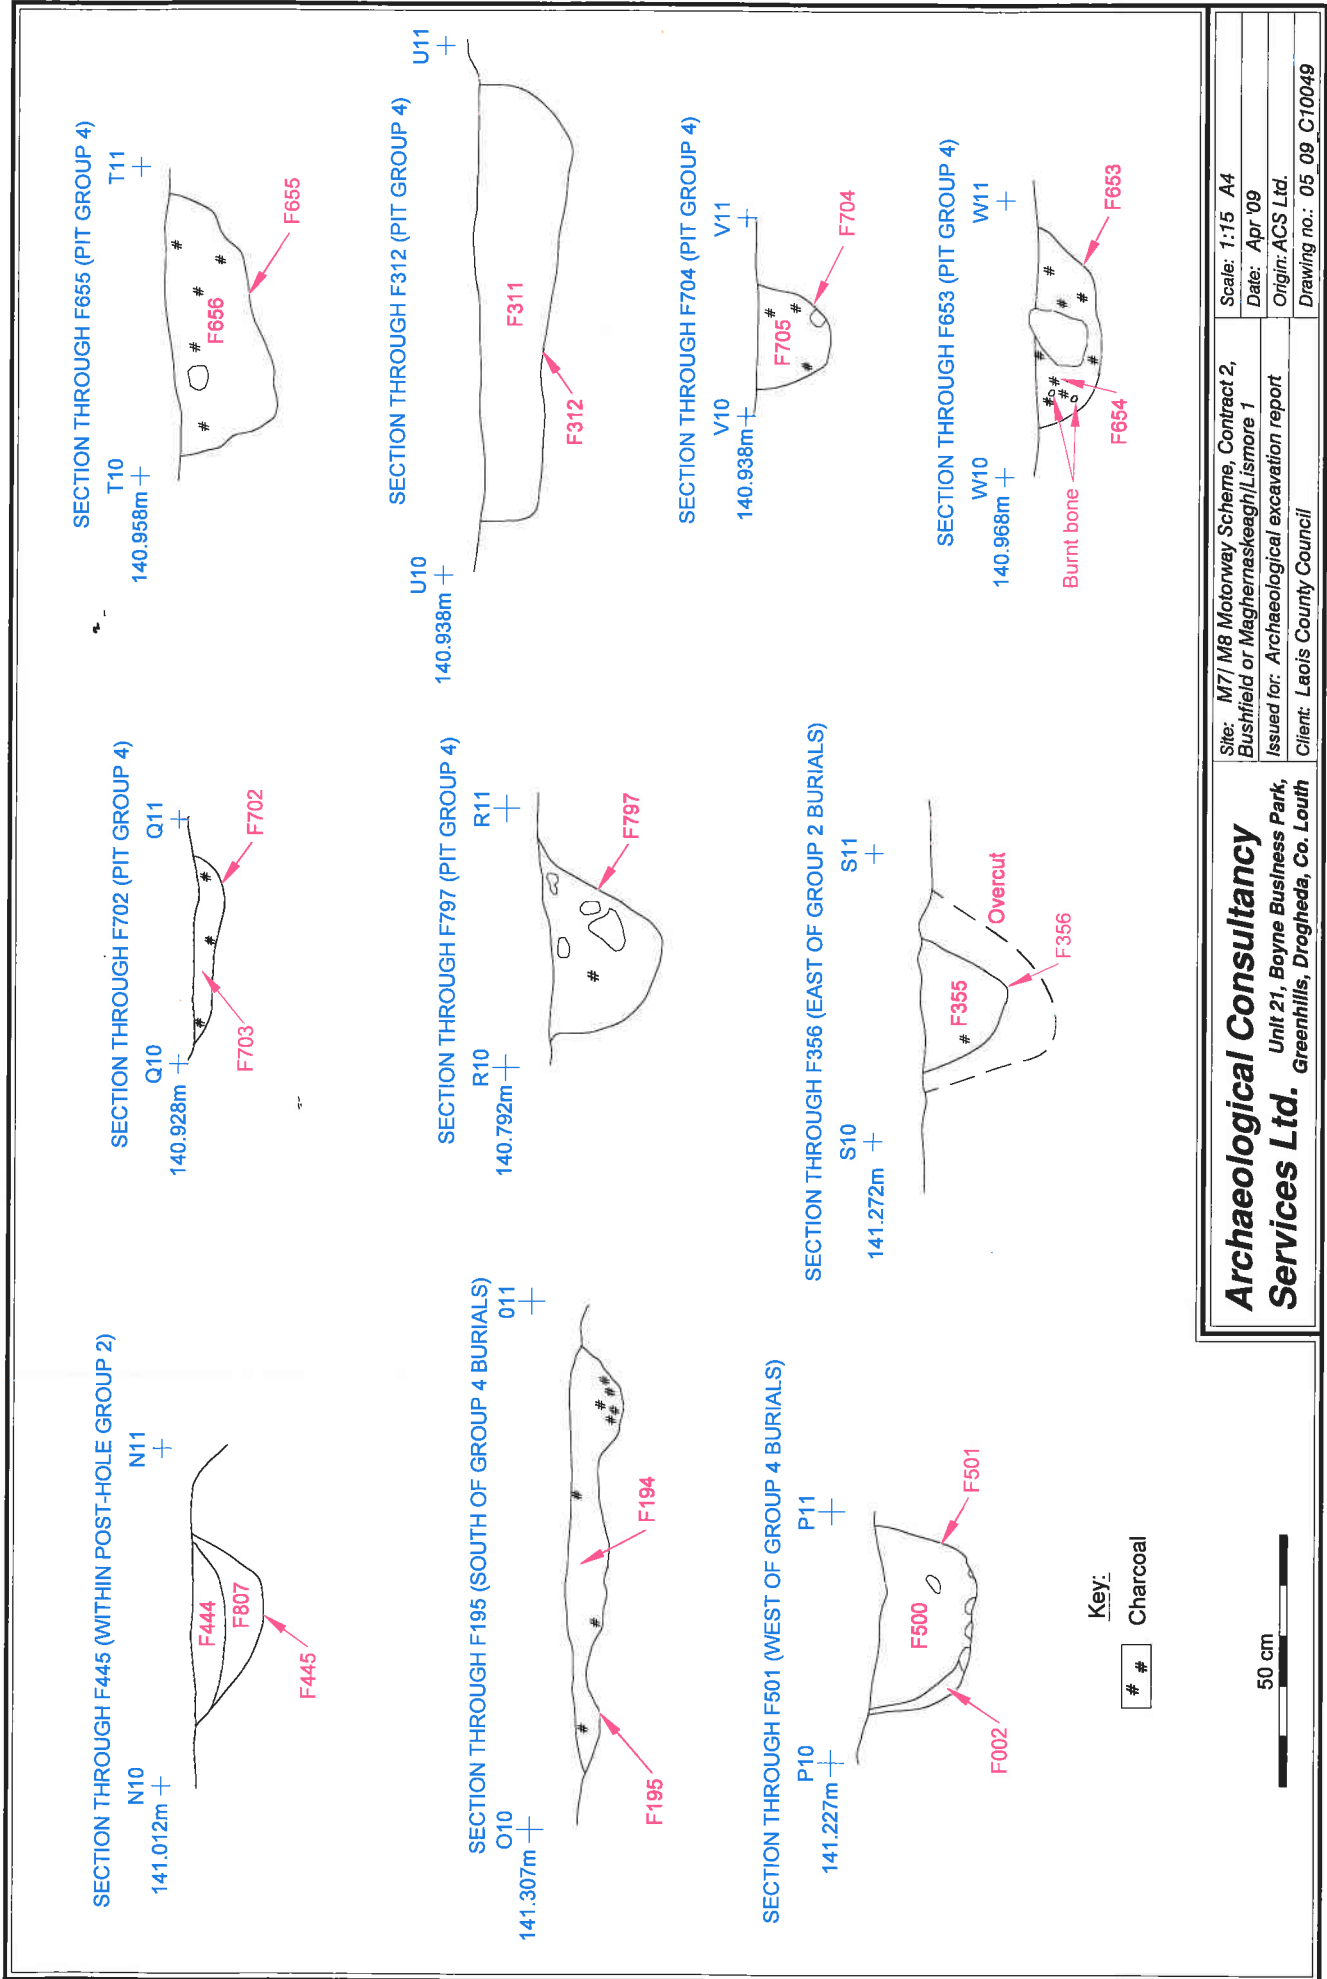 SECTION THROUGH F445 (WITHIN POST-HOLE GROUP 2)
N10
N11
141.012m
F444
F807
F445
SECTION THROUGH F195 (SOUTH OF GROUP 4 BURIALS)
O10
011
141.307m
F194
F195
SECTION THROUGH F501 (WEST OF GROUP 4 BURIALS)
P10
P11
141.227m
F500
F501
F002
Key:
# # Charcoal
50 cm
SECTION THROUGH F702 (PIT GROUP 4)
Q10
Q11
140.928m
F703
F702
SECTION THROUGH F797 (PIT GROUP 4)
R10
R11
140.792m
F797
SECTION THROUGH F356 (EAST OF GROUP 2 BURIALS)
S10
S11
141.272m
F355
Overcut
F356
SECTION THROUGH F655 (PIT GROUP 4)
T10
T11
140.958m
F656
F655
SECTION THROUGH F312 (PIT GROUP 4)
U10
U11
140.938m
F311
F312
SECTION THROUGH F704 (PIT GROUP 4)
V10
V11
140.938m
F705
F704
SECTION THROUGH F653 (PIT GROUP 4)
W10
W11
140.968m
Burnt bone
F654
F653
Archaeological Consultancy
Services Ltd.
Unit 21, Boyne Business Park,
Greenhills, Drogheda, Co. Louth
Site: M7/ M8 Motorway Scheme, Contract 2,
Bushfield or Maghernaskeagh/Lismore 1
Issued for: Archaeological excavation report
Client: Laois County Council
Scale: 1:15 A4
Date: Apr '09
Origin: ACS Ltd.
Drawing no.: 05_09_C10049